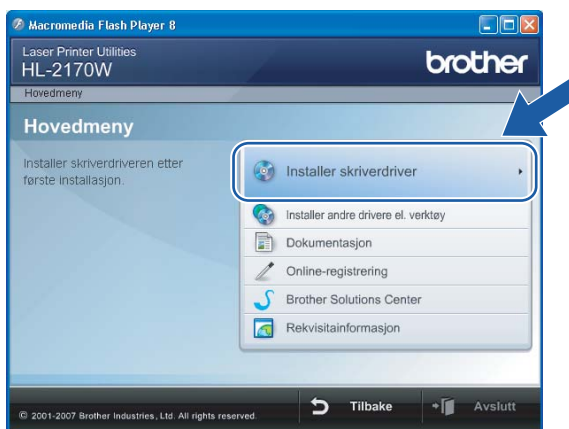 Macromedia Flash Player 8
Laser Printer Utilities
HL-2170W
brother
Hovedmeny
Hovedmeny
Installer skriverdriveren etter
første installasjon.
Installer skriverdriver
Installer andre drivere el. verktøy
Dokumentasjon
Online-registrering
Brother Solutions Center
Rekvisitainformasjon
© 2001-2007 Brother Industries, Ltd. All rights reserved.
Tilbake
Avslutt